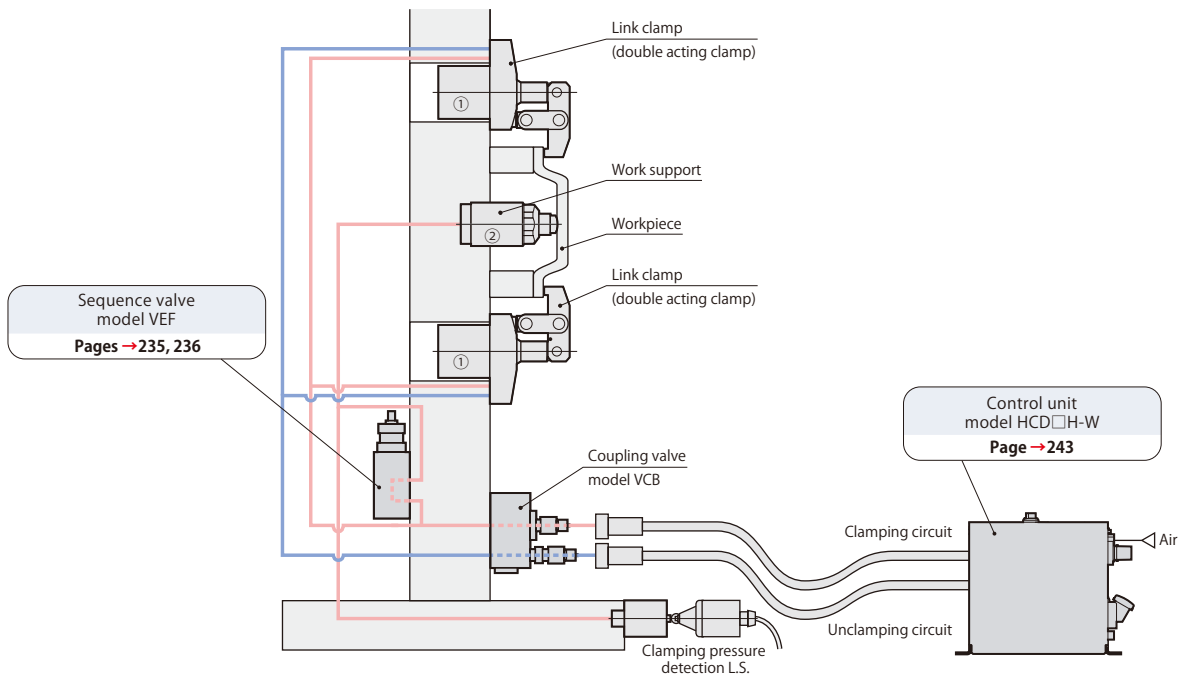 Link clamp
(double acting clamp)
①
Work support
②
Workpiece
Link clamp
(double acting clamp)
①
Sequence valve
model VEF
Pages →235, 236
Control unit
model HCD□H-W
Page →243
Coupling valve
model VCB
Clamping circuit
Air
Unclamping circuit
Clamping pressure
detection L.S.